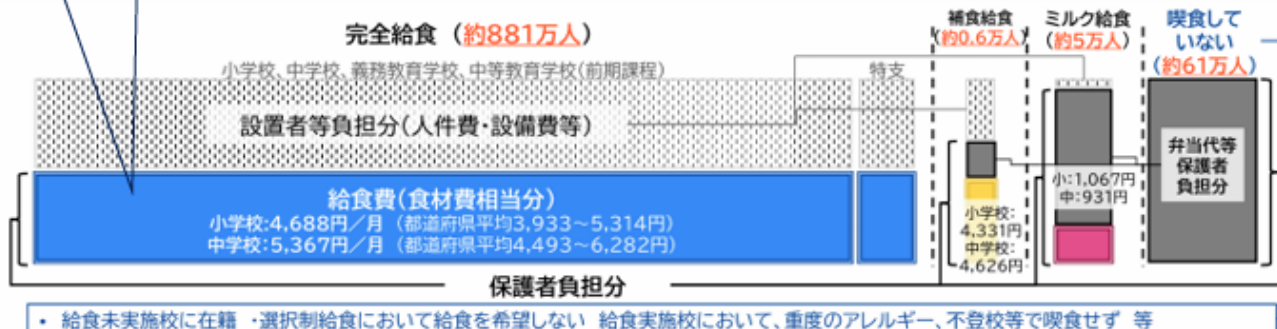 完全給食 (約881万人)
補食給食
(約0.6万人)
ミルク給食
(約5万人)
喫食して
いない
(約61万人)
小学校、中学校、義務教育学校、中等教育学校(前期課程)
特支
設置者等負担分(人件費・設備費等)
給食費(食材費相当分)
小学校:4,688円/月 (都道府県平均3,933~5,314円)
中学校:5,367円/月 (都道府県平均4,493~6,282円)
小学校:
4,331円
中学校:
4,626円
小:1,067円
中:931円
弁当代等
保護者
負担分
保護者負担分
• 給食未実施校に在籍 ・選択制給食において給食を希望しない 給食実施校において、重度のアレルギー、不登校等で喫食せず 等